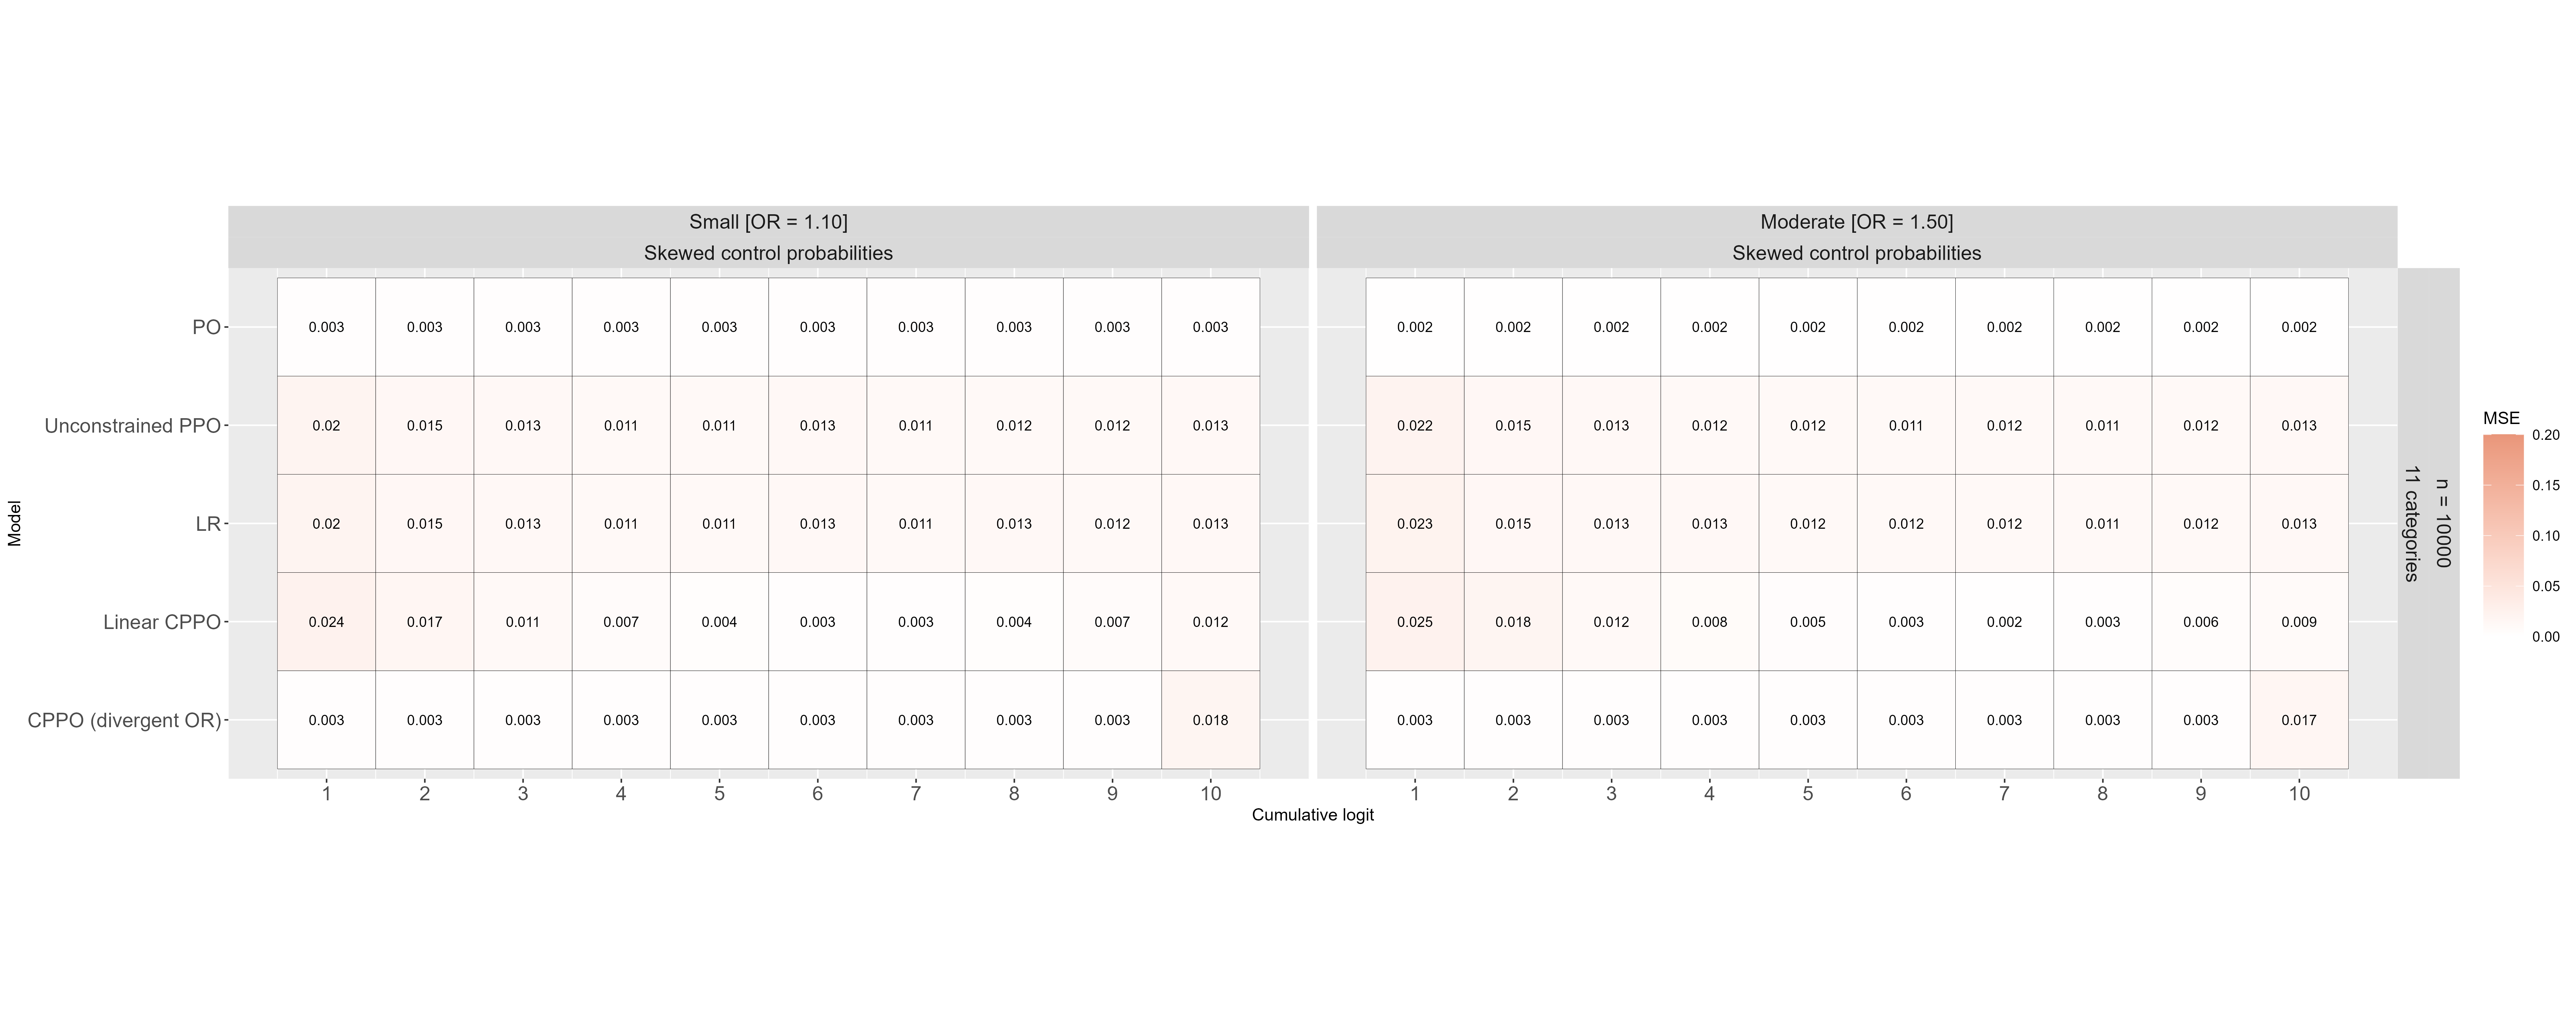 Small [OR = 1.10]
Moderate [OR = 1.50]
Skewed control probabilities
Skewed control probabilities
PO
0.003 0.003 0.003 0.003 0.003 0.003 0.003 0.003 0.003 0.003
0.002 0.002 0.002 0.002 0.002 0.002 0.002 0.002 0.002 0.002
Unconstrained PPO
0.02 0.015 0.013 0.011 0.011 0.013 0.011 0.012 0.012 0.013
0.022 0.015 0.013 0.012 0.012 0.011 0.012 0.011 0.012 0.013
LR
0.02 0.015 0.013 0.011 0.011 0.013 0.011 0.013 0.012 0.013
0.023 0.015 0.013 0.013 0.012 0.012 0.012 0.011 0.012 0.013
Linear CPPO
0.024 0.017 0.011 0.007 0.004 0.003 0.003 0.004 0.007 0.012
0.025 0.018 0.012 0.008 0.005 0.003 0.002 0.003 0.006 0.009
CPPO (divergent OR)
0.003 0.003 0.003 0.003 0.003 0.003 0.003 0.003 0.003 0.018
0.003 0.003 0.003 0.003 0.003 0.003 0.003 0.003 0.003 0.017
1 2 3 4 5 6 7 8 9 10
1 2 3 4 5 6 7 8 9 10
Cumulative logit
Model
n = 10000
11 categories
MSE
0.20
0.15
0.10
0.05
0.00